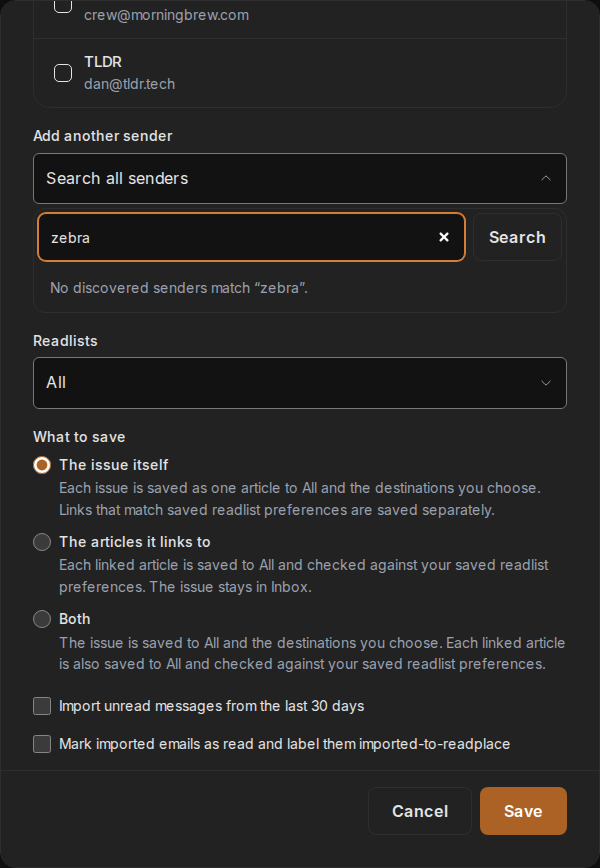 crew@morningbrew.com
TLDR
dan@tldr.tech
Add another sender
Search all senders
zebra
Search
No discovered senders match “zebra”.
Readlists
All
What to save
The issue itself
Each issue is saved as one article to All and the destinations you choose.
Links that match saved readlist preferences are saved separately.
The articles it links to
Each linked article is saved to All and checked against your saved readlist
preferences. The issue stays in Inbox.
Both
The issue is saved to All and the destinations you choose. Each linked article
is also saved to All and checked against your saved readlist preferences.
Import unread messages from the last 30 days
Mark imported emails as read and label them imported-to-readplace
Cancel
Save